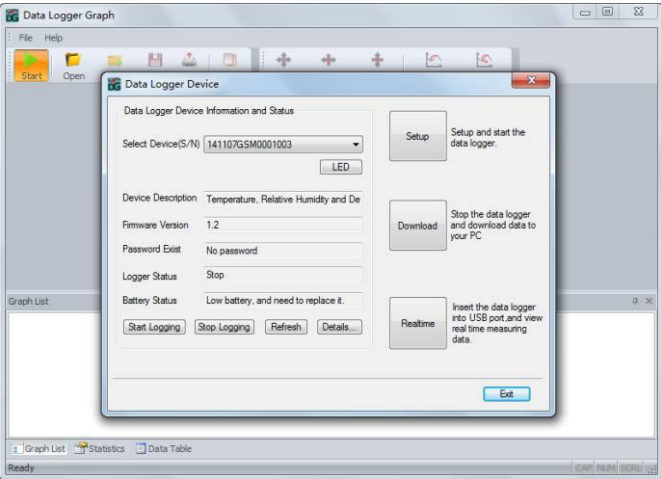 Data Logger Graph
File Help
Start Open
Data Logger Device
Data Logger Device Information and Status
Select Device(S/N) 141107GSM0001003
LED
Device Description Temperature, Relative Humidity and De
Firmware Version 1.2
Password Exist No password
Logger Status Stop
Battery Status Low battery, and need to replace it.
Start Logging Stop Logging Refresh Details...
Setup
Setup and start the
data logger.
Download
Stop the data logger
and download data to
your PC
Realtime
Insert the data logger
into USB port,and view
real time measuring
data.
Exit
Graph List
Graph List Statistics Data Table
Ready
CAP NUM SCRL